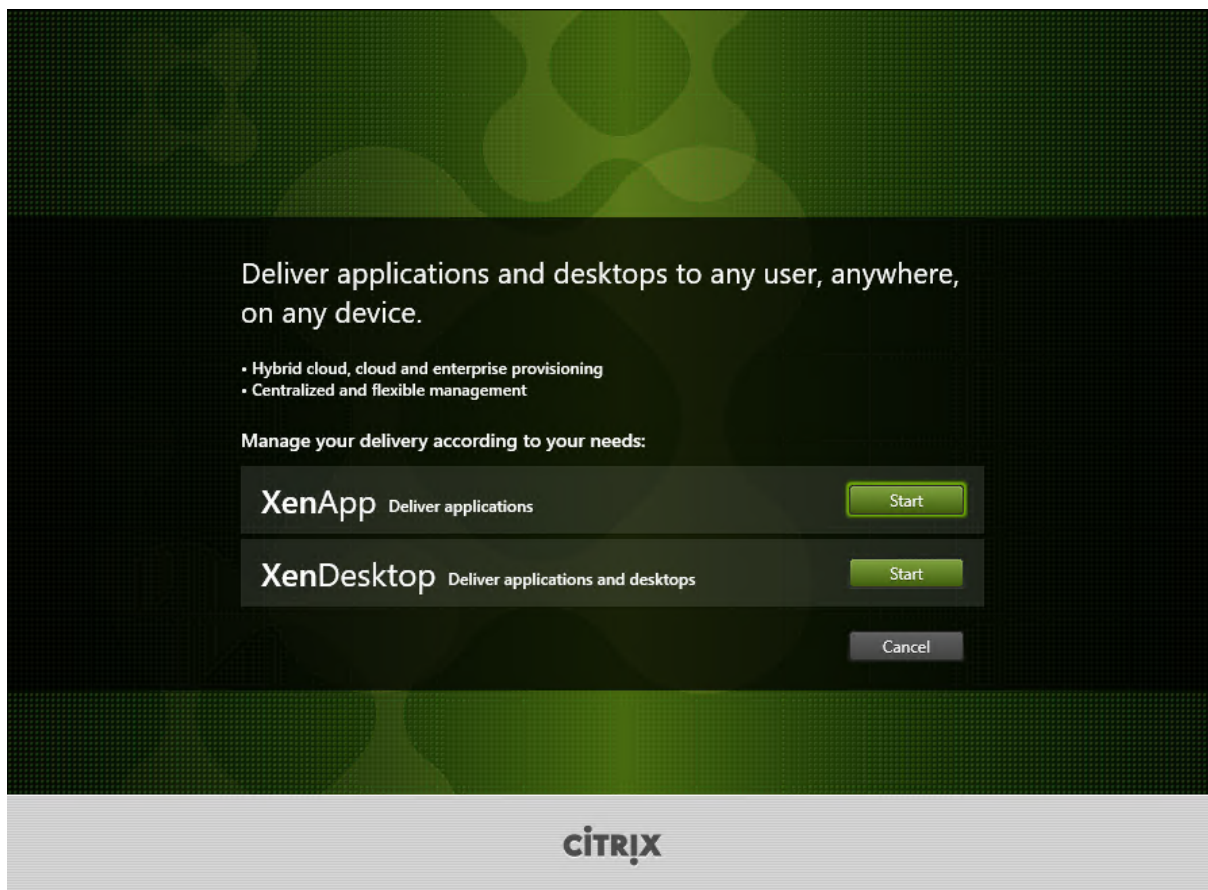 Deliver applications and desktops to any user, anywhere,
on any device.
• Hybrid cloud, cloud and enterprise provisioning
• Centralized and flexible management
Manage your delivery according to your needs:
XenApp Deliver applications Start
XenDesktop Deliver applications and desktops Start
Cancel
CİTRIX